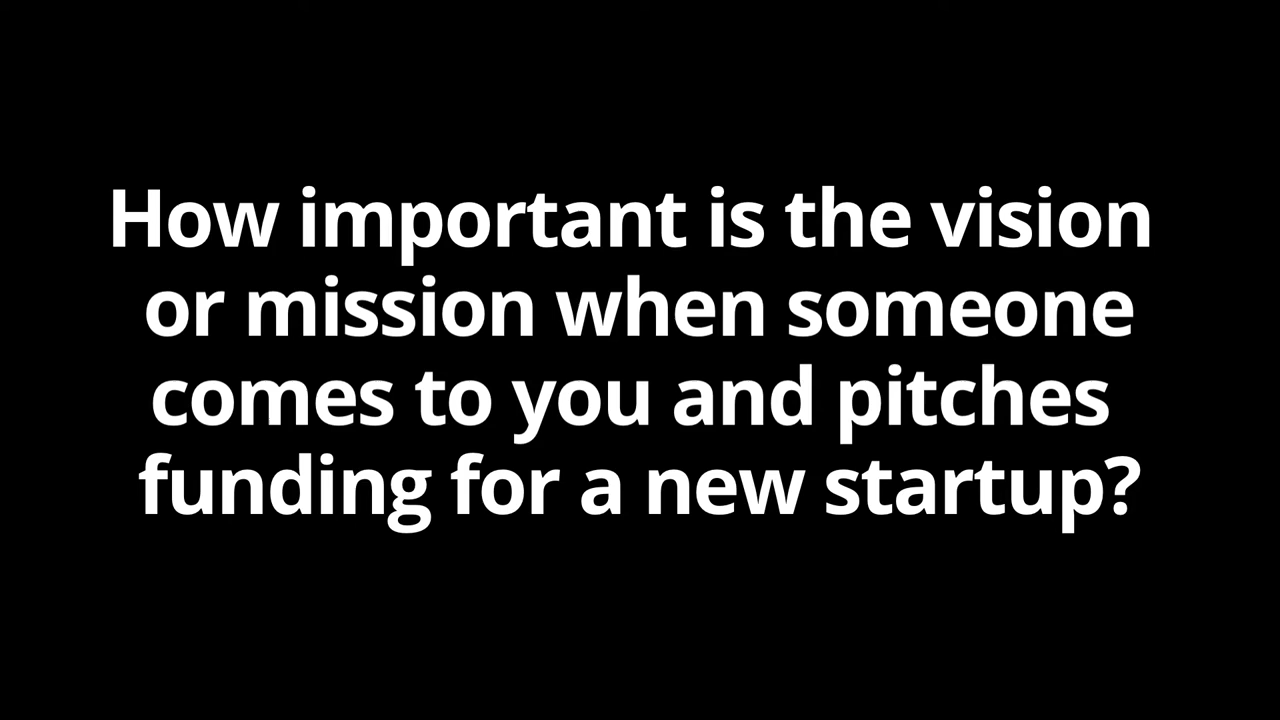 How important is the vision
or mission when someone
comes to you and pitches
funding for a new startup?